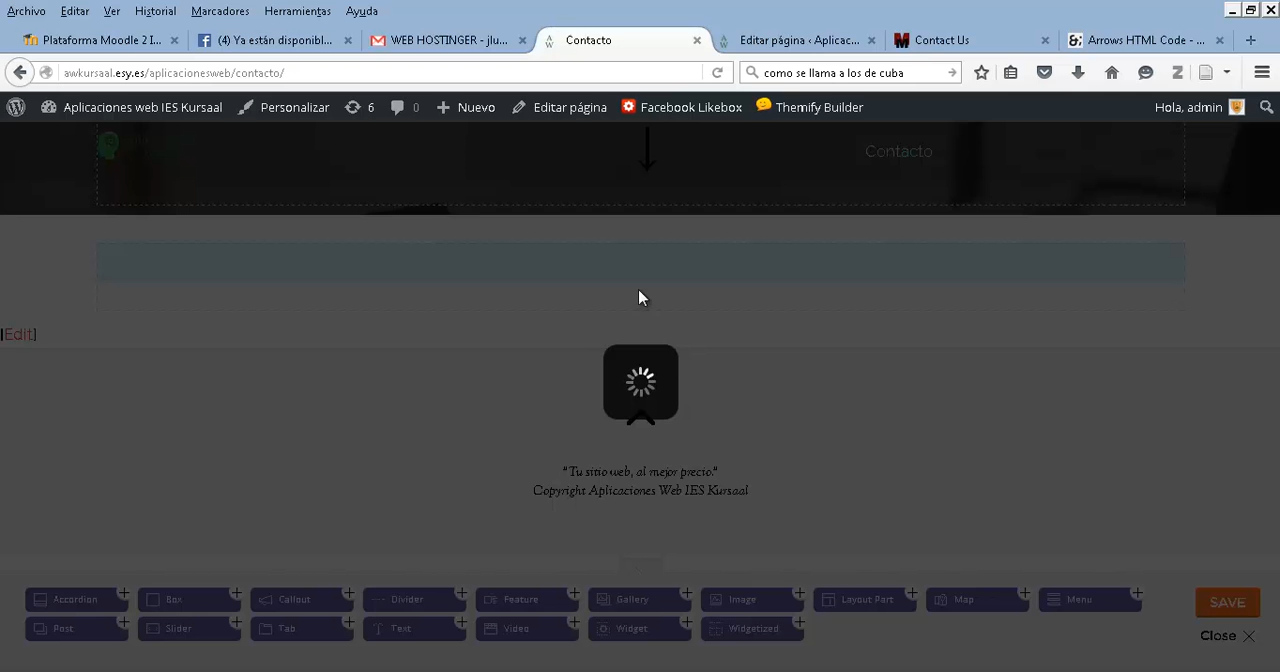 Archivo Editar Ver Historial Marcadores Herramientas Ayuda
Plataforma Moodle 2 I... (4) Ya están disponibl... WEB HOSTINGER - jlu... Contacto Editar página ‹ Aplicac... Contact Us Arrows HTML Code - ...
awkursaal.esy.es/aplicacionesweb/contacto/ como se llama a los de cuba
Aplicaciones web IES Kursaal Personalizar 6 0 Nuevo Editar página Facebook Likebox Themify Builder Hola, admin
Contacto
[Edit]
"Tu sitio web, al mejor precio."
Copyright Aplicaciones Web IES Kursaal
Accordion Box Callout Divider Feature Gallery Image Layout Part Map Menu SAVE
Post Slider Tab Text Video Widget Widgetized Close